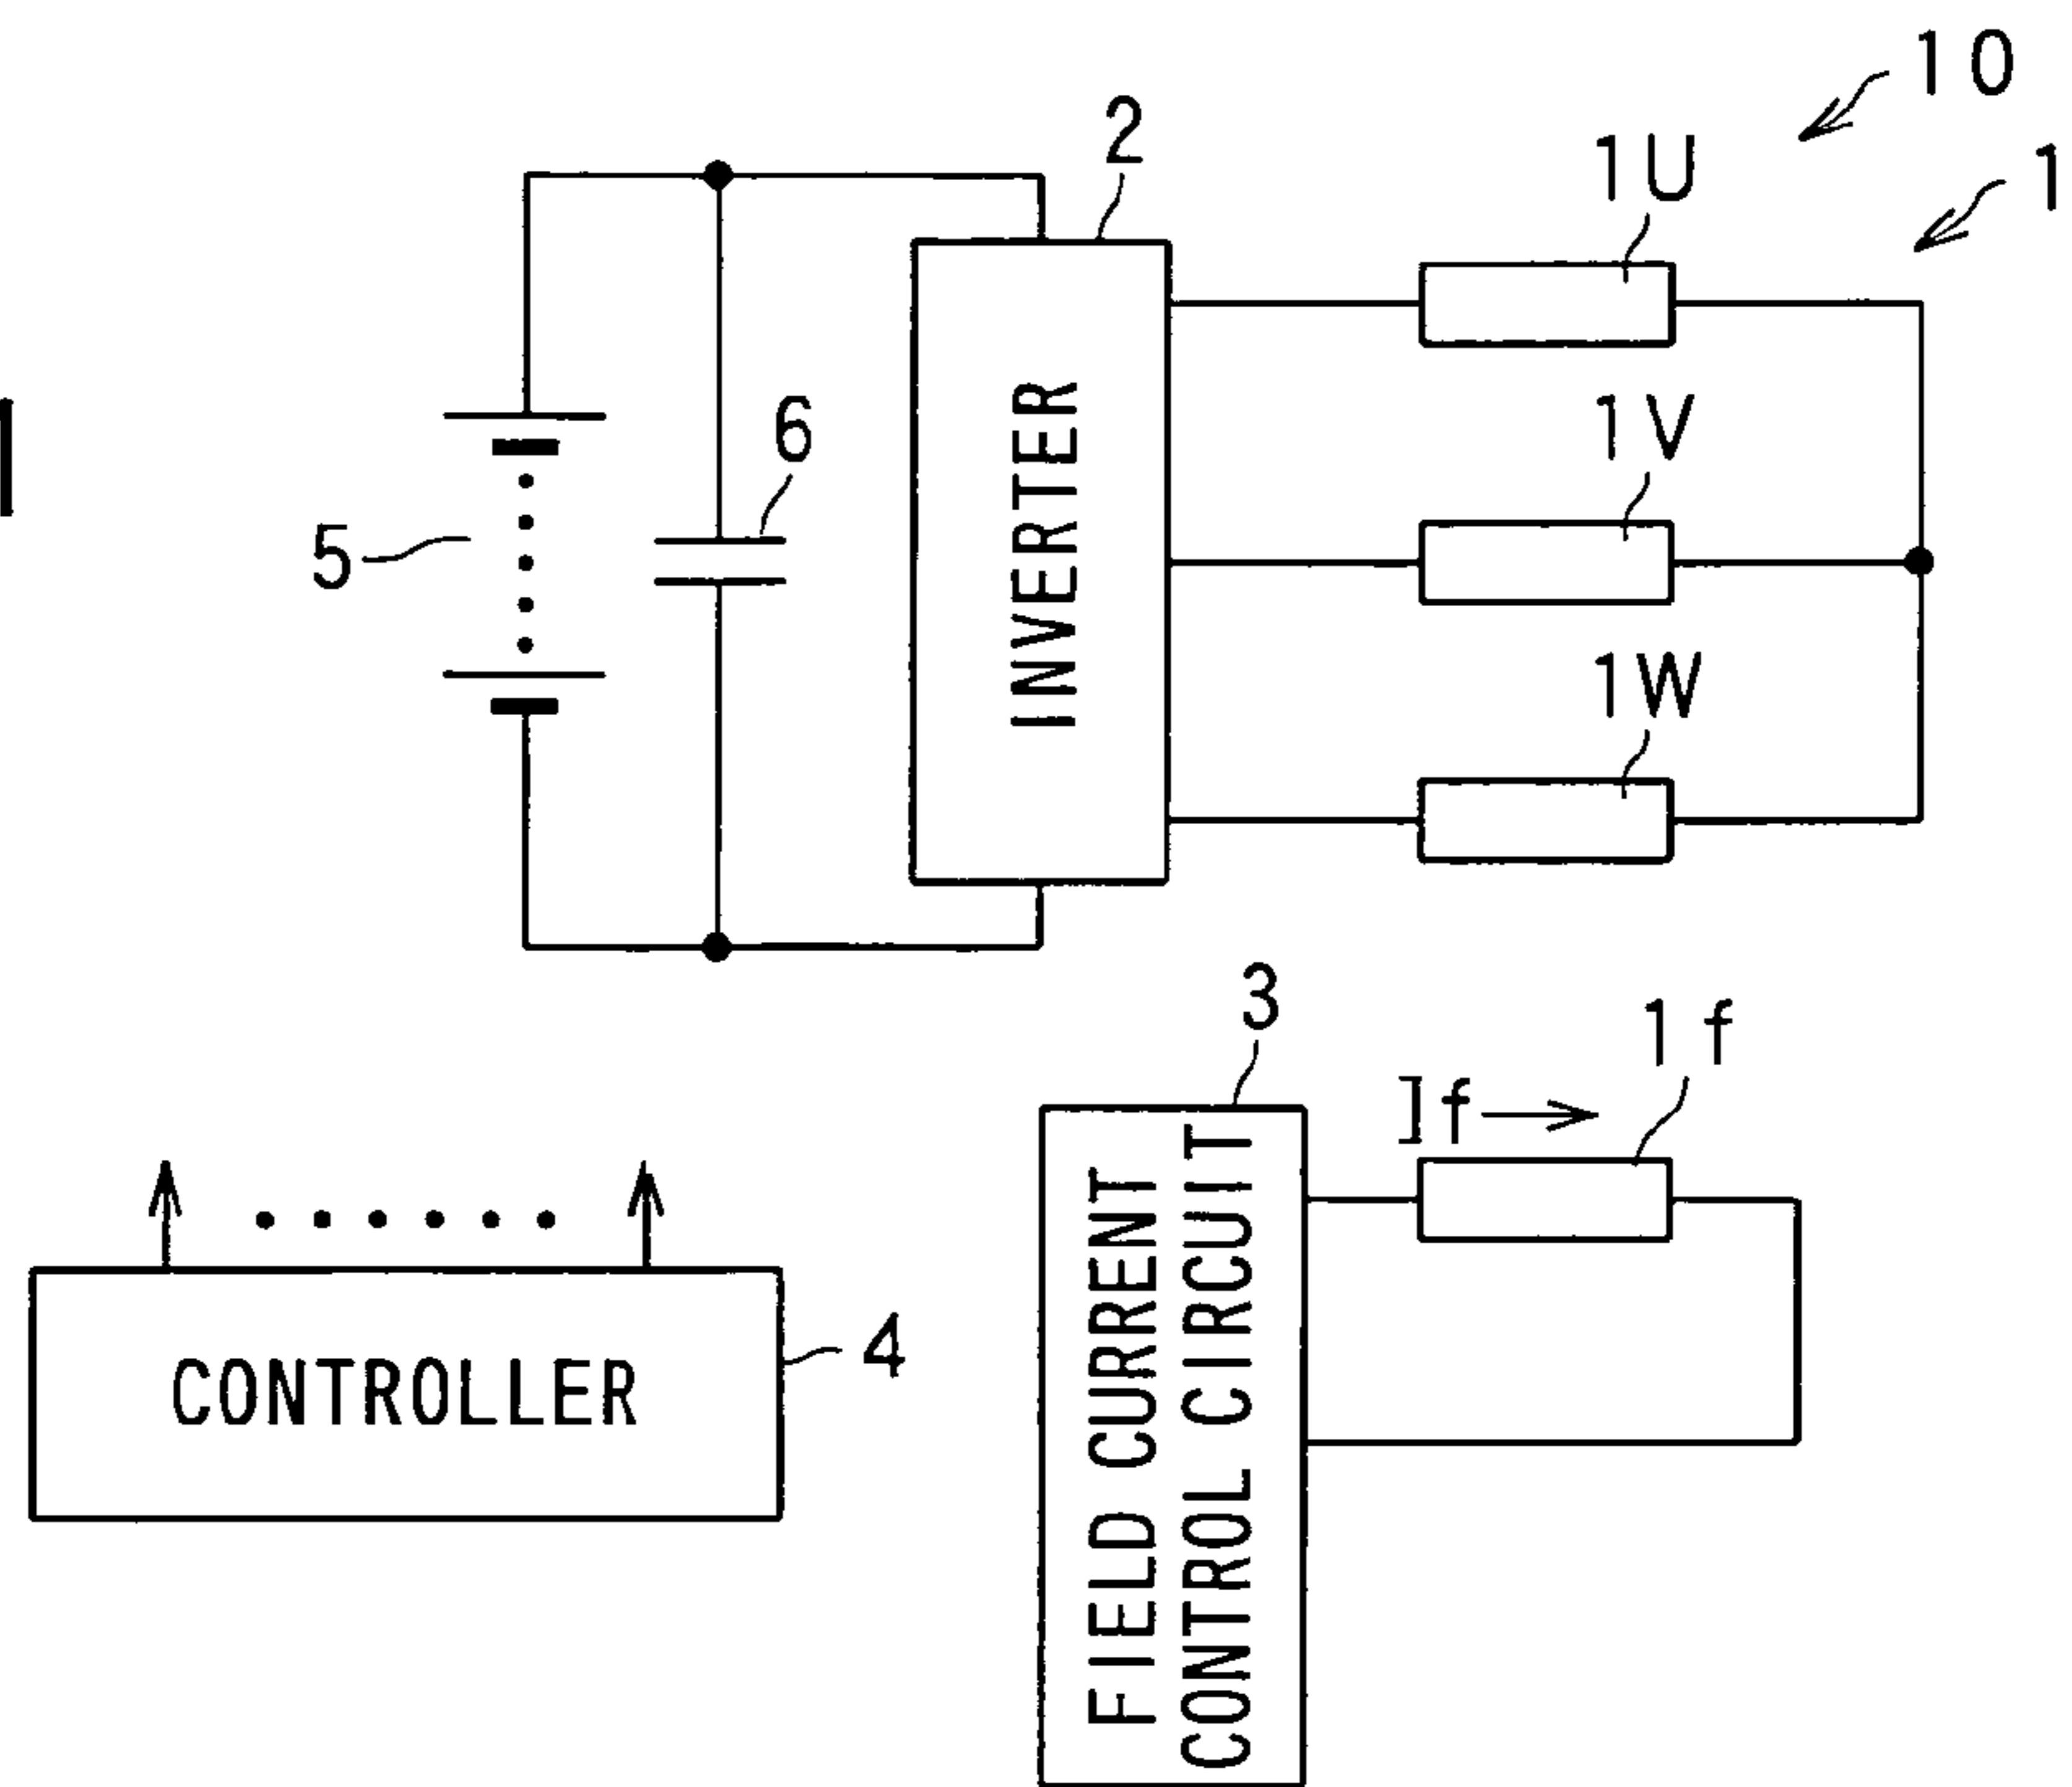 10
2
1U
1
6
1V
5
INVERTER
1W
3
1f
If
4
CONTROLLER
FIELD CURRENT
CONTROL CIRCUIT